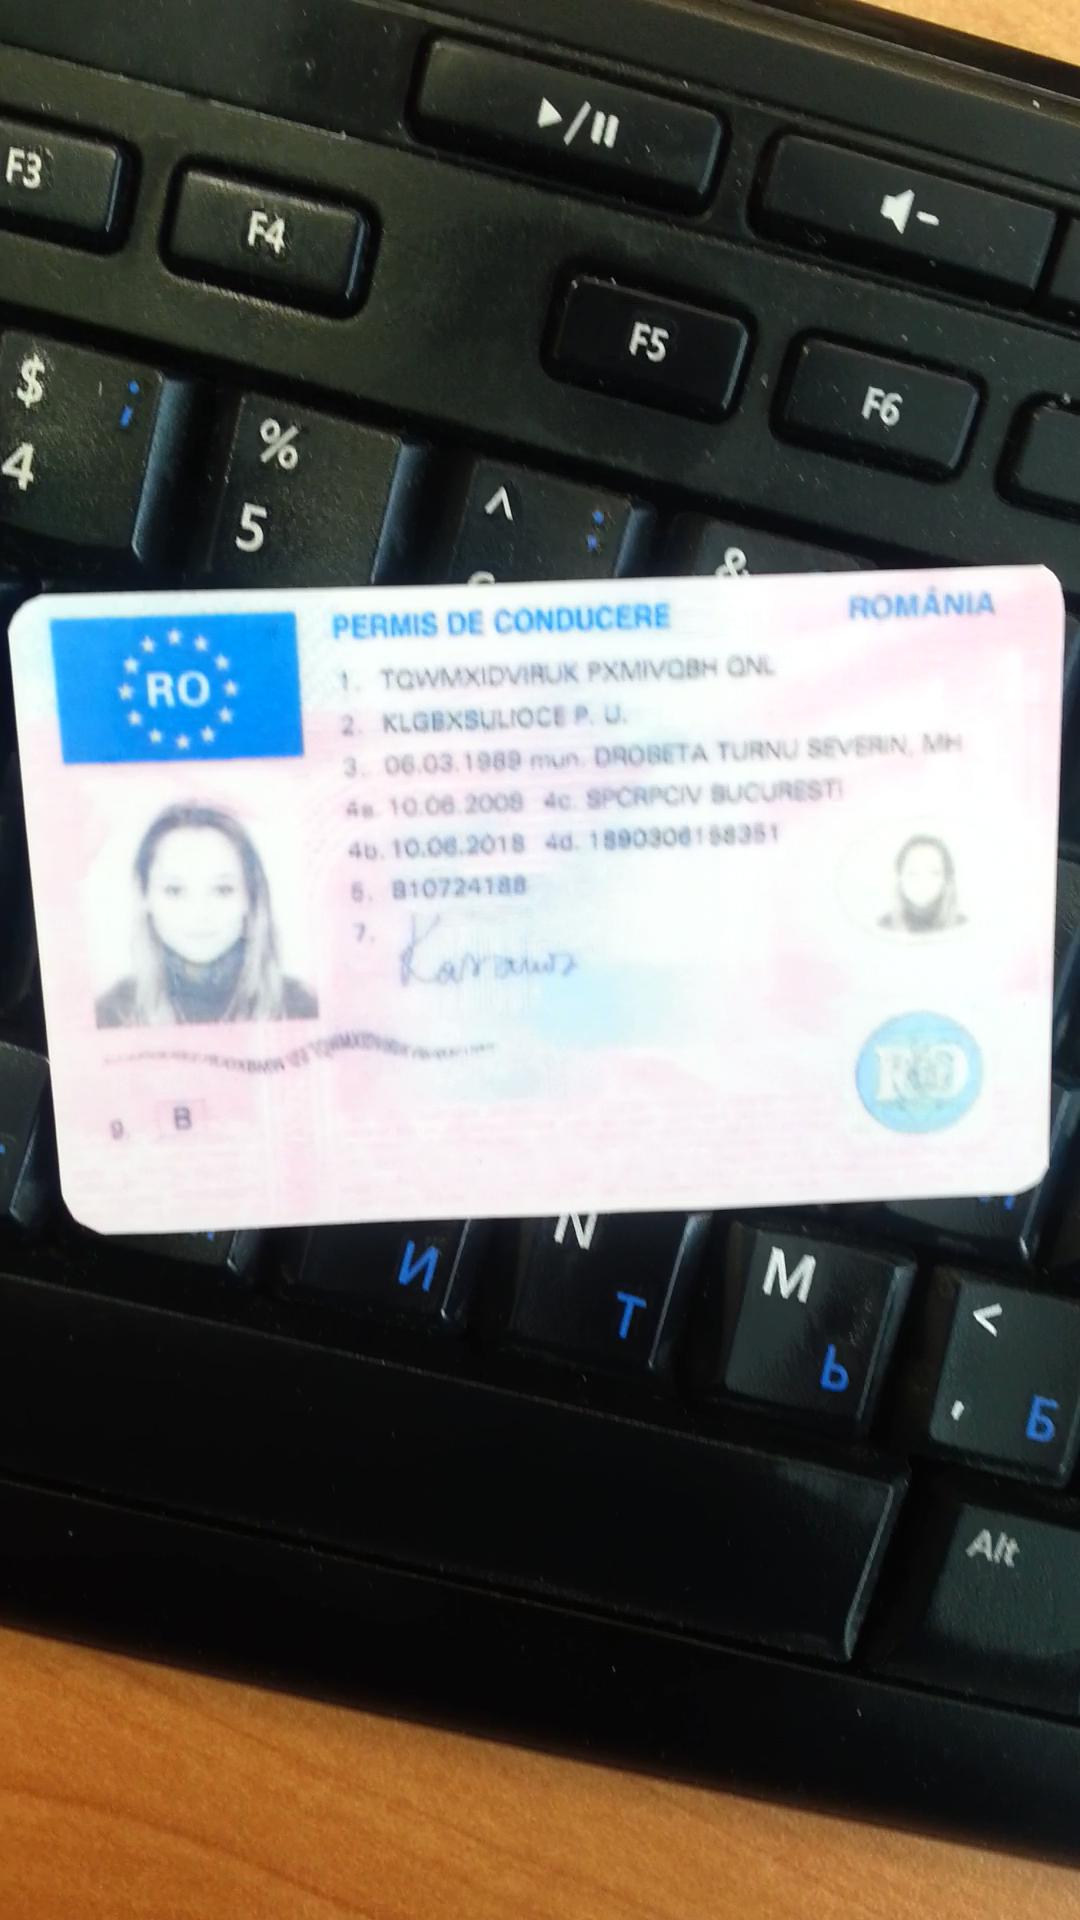 ▶/⏸
F3
F4
F5
F6
$
4
%
5
^
&
PERMIS DE CONDUCERE ROMÂNIA
RO
1. TQWMXIDVIRUK PXMIVQBH QNL
2. KLGBXSULIOCE P. U.
3. 06.03.1989 mun. DROBETA TURNU SEVERIN, MH
4a. 10.06.2008 4c. SPCRPCIV BUCURESTI
4b. 10.06.2018 4d. 1890306158351
5. B10724188
7.
9. B
И
N
Т
M
Ь
<
,
Б
Alt